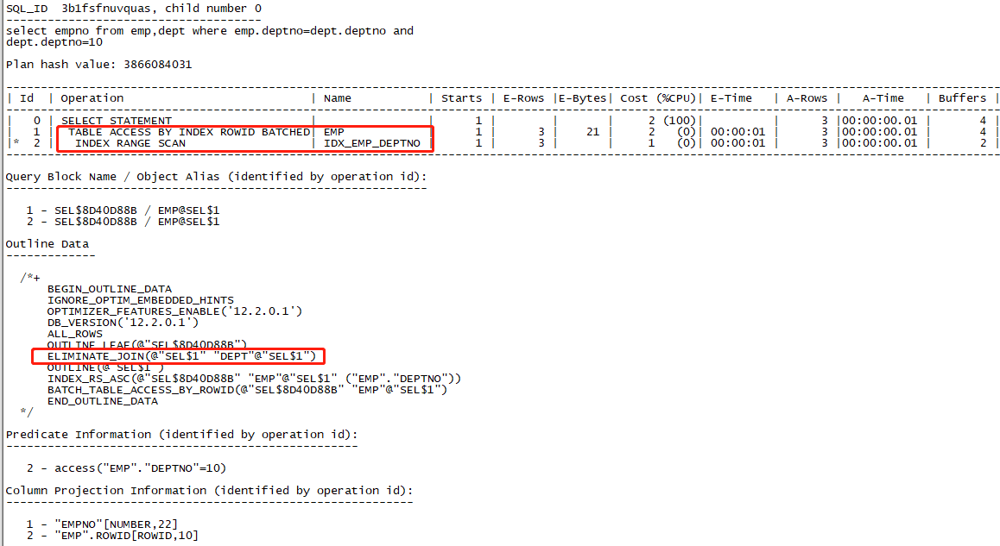 SQL_ID  3b1fsfnuvquas, child number 0
-------------------------------------
select empno from emp,dept where emp.deptno=dept.deptno and
dept.deptno=10
Plan hash value: 3866084031
| Id  | Operation                           | Name           | Starts | E-Rows |E-Bytes| Cost (%CPU)| E-Time   | A-Rows |   A-Time   | Buffers |
|   0 | SELECT STATEMENT                    |                |      1 |        |       |     2 (100)|          |      3 |00:00:00.01 |       4 |
|   1 |  TABLE ACCESS BY INDEX ROWID BATCHED| EMP            |      1 |      3 |    21 |     2   (0)| 00:00:01 |      3 |00:00:00.01 |       4 |
|*  2 |   INDEX RANGE SCAN                  | IDX_EMP_DEPTNO |      1 |      3 |       |     1   (0)| 00:00:01 |      3 |00:00:00.01 |       2 |
Query Block Name / Object Alias (identified by operation id):
-------------------------------------------------------------
1 - SEL$8D40D88B / EMP@SEL$1
2 - SEL$8D40D88B / EMP@SEL$1
Outline Data
-------------
/*+
BEGIN_OUTLINE_DATA
IGNORE_OPTIM_EMBEDDED_HINTS
OPTIMIZER_FEATURES_ENABLE('12.2.0.1')
DB_VERSION('12.2.0.1')
ALL_ROWS
OUTLINE_LEAF(@"SEL$8D40D88B")
ELIMINATE_JOIN(@"SEL$1" "DEPT"@"SEL$1")
OUTLINE(@"SEL$1")
INDEX_RS_ASC(@"SEL$8D40D88B" "EMP"@"SEL$1" ("EMP"."DEPTNO"))
BATCH_TABLE_ACCESS_BY_ROWID(@"SEL$8D40D88B" "EMP"@"SEL$1")
END_OUTLINE_DATA
*/
Predicate Information (identified by operation id):
---------------------------------------------------
2 - access("EMP"."DEPTNO"=10)
Column Projection Information (identified by operation id):
-----------------------------------------------------------
1 - "EMPNO"[NUMBER,22]
2 - "EMP".ROWID[ROWID,10]